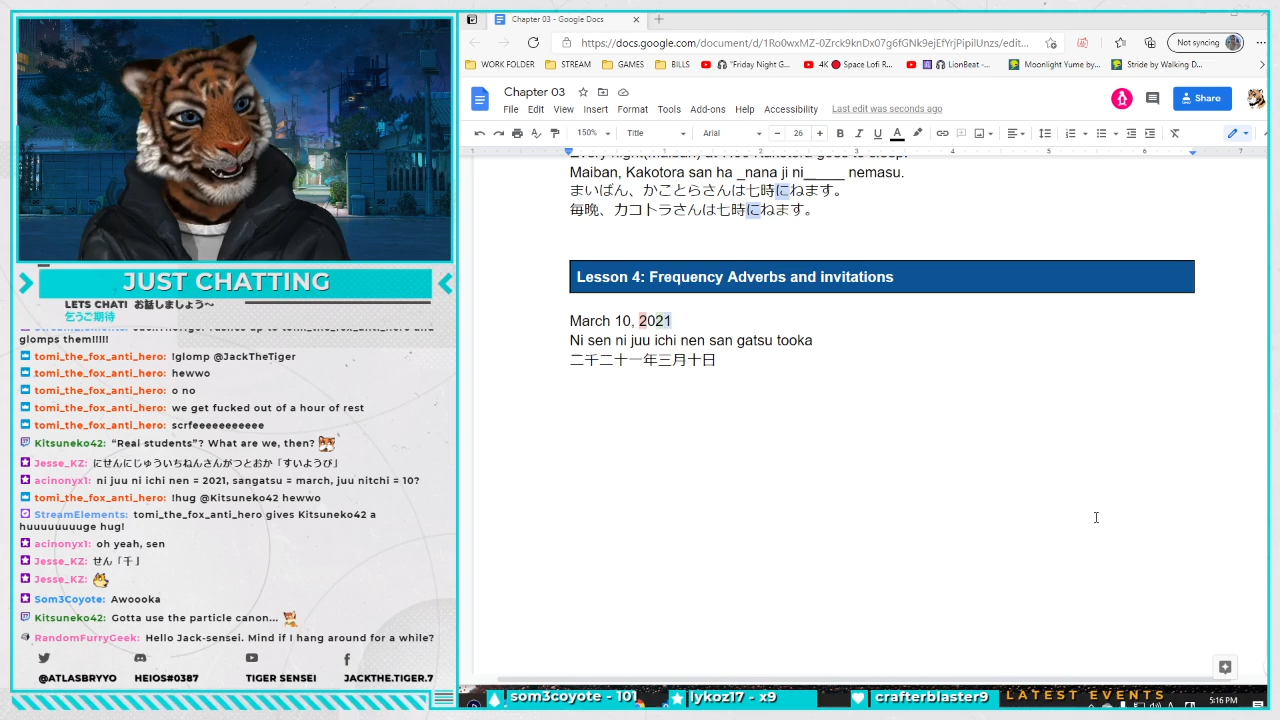 JUST CHATTING
LETS CHAT! お話しましょう〜
乞うご期待
glomps them!!!!!
tomi_the_fox_anti_hero: !glomp @JackTheTiger
tomi_the_fox_anti_hero: hewwo
tomi_the_fox_anti_hero: o no
tomi_the_fox_anti_hero: we get fucked out of a hour of rest
tomi_the_fox_anti_hero: scrfeeeeeeeeeee
Kitsuneko42: “Real students”? What are we, then?
Jesse_KZ: にせんにじゅういちねんさんがつとおか「すいようび」
acinonyx1: ni juu ni ichi nen = 2021, sangatsu = march, juu nitchi = 10?
tomi_the_fox_anti_hero: !hug @Kitsuneko42 hewwo
StreamElements: tomi_the_fox_anti_hero gives Kitsuneko42 a
huuuuuuuuge hug!
acinonyx1: oh yeah, sen
Jesse_KZ: せん「千」
Jesse_KZ:
Som3Coyote: Awoooka
Kitsuneko42: Gotta use the particle canon...
RandomFurryGeek: Hello Jack-sensei. Mind if I hang around for a while?
@ATLASBRYYO HEIOS#0387 TIGER SENSEI JACKTHE.TIGER.7
Chapter 03 - Google Docs
https://docs.google.com/document/d/1Ro0wxMZ-0Zrck9knDx07g6fGNk9ejEfYrjPipilUnzs/edit...
Not syncing
WORK FOLDER STREAM GAMES BILLS "Friday Night G... 4K Space Lofi R... LionBeat -... Moonlight Yume by... Stride by Walking D...
Chapter 03
File Edit View Insert Format Tools Add-ons Help Accessibility Last edit was seconds ago
Share
150% Title Arial 26
Maiban, Kakotora san ha _nana ji ni_____ nemasu.
まいばん、かことらさんは七時にねます。
毎晩、カコトラさんは七時にねます。
Lesson 4: Frequency Adverbs and invitations
March 10, 2021
Ni sen ni juu ichi nen san gatsu tooka
二千二十一年三月十日
som3coyote - 101 lykoz17 - x9 crafterblaster9 LATEST EVENTS
5:16 PM